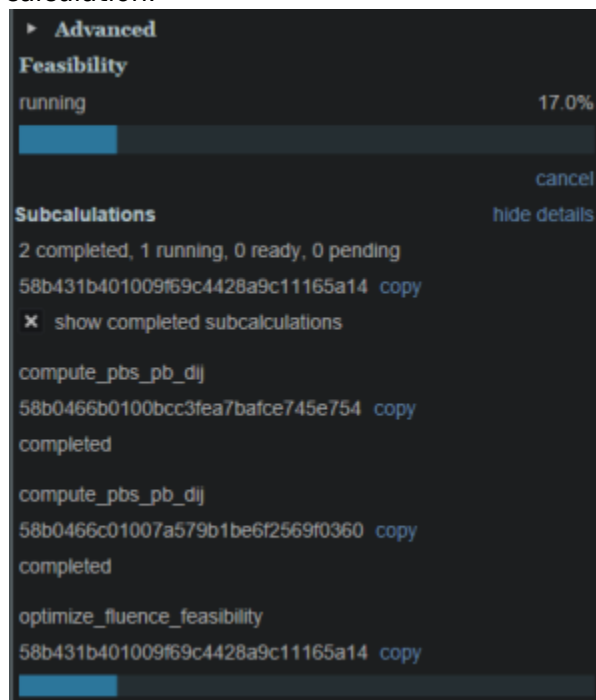 calculation.
Advanced
Feasibility
running 17.0%
cancel
Subcalulations hide details
2 completed, 1 running, 0 ready, 0 pending
58b431b401009f69c4428a9c11165a14 copy
show completed subcalculations
compute_pbs_pb_dij
58b0466b0100bcc3fea7bafce745e754 copy
completed
compute_pbs_pb_dij
58b0466c01007a579b1be6f2569f0360 copy
completed
optimize_fluence_feasibility
58b431b401009f69c4428a9c11165a14 copy